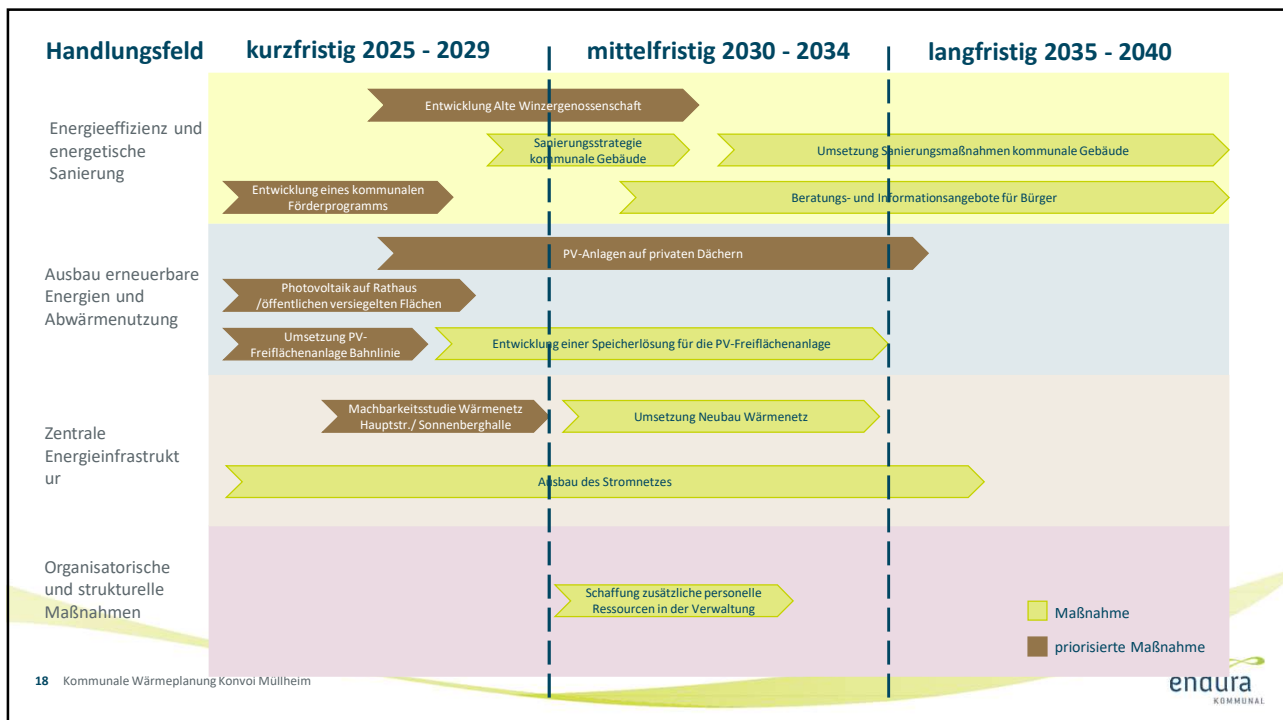 Handlungsfeld
kurzfristig 2025 - 2029
mittelfristig 2030 - 2034
langfristig 2035 - 2040
Energieeffizienz und
energetische
Sanierung
Entwicklung Alte Winzergenossenschaft
Sanierungsstrategie
kommunale Gebäude
Umsetzung Sanierungsmaßnahmen kommunale Gebäude
Entwicklung eines kommunalen
Förderprogramms
Beratungs- und Informationsangebote für Bürger
Ausbau erneuerbare
Energien und
Abwärmenutzung
PV-Anlagen auf privaten Dächern
Photovoltaik auf Rathaus
/öffentlichen versiegelten Flächen
Umsetzung PV-
Freiflächenanlage Bahnlinie
Entwicklung einer Speicherlösung für die PV-Freiflächenanlage
Zentrale
Energieinfrastrukt
ur
Machbarkeitsstudie Wärmenetz
Hauptstr./ Sonnenberghalle
Umsetzung Neubau Wärmenetz
Ausbau des Stromnetzes
Organisatorische
und strukturelle
Maßnahmen
Schaffung zusätzliche personelle
Ressourcen in der Verwaltung
Maßnahme
priorisierte Maßnahme
18 Kommunale Wärmeplanung Konvoi Müllheim
endura
KOMMUNAL